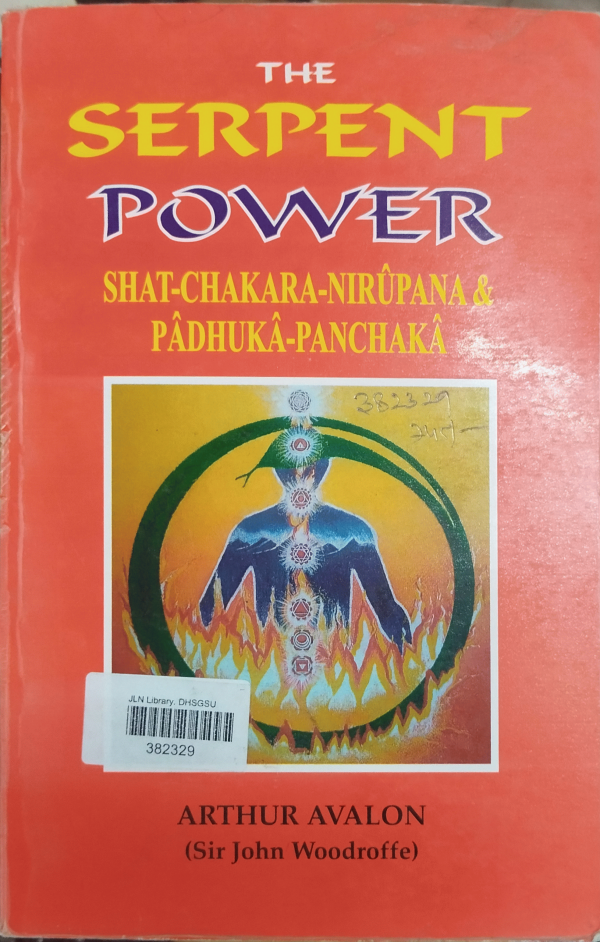 THE
SERPENT
POWER
SHAT-CHAKARA-NIRÛPANA &
PÂDHUKÂ-PANCHAKÂ
382329
JLN Library. DHSGSU
382329
ARTHUR AVALON
(Sir John Woodroffe)